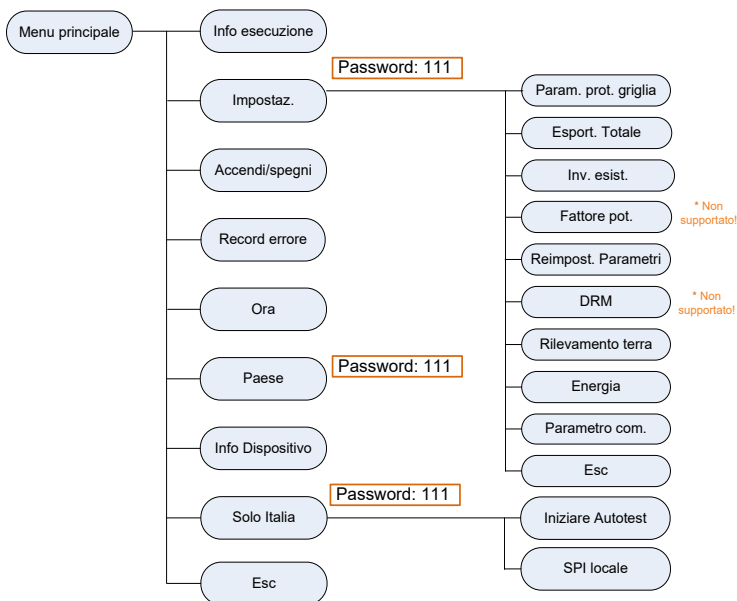 Menu principale
Info esecuzione
Password: 111
Impostaz.
Param. prot. griglia
Esport. Totale
Accendi/spegni
Inv. esist.
Fattore pot.
* Non
supportato!
Record errore
Reimpost. Parametri
Ora
DRM
* Non
supportato!
Rilevamento terra
Password: 111
Paese
Energia
Parametro com.
Info Dispositivo
Esc
Password: 111
Solo Italia
Iniziare Autotest
SPI locale
Esc